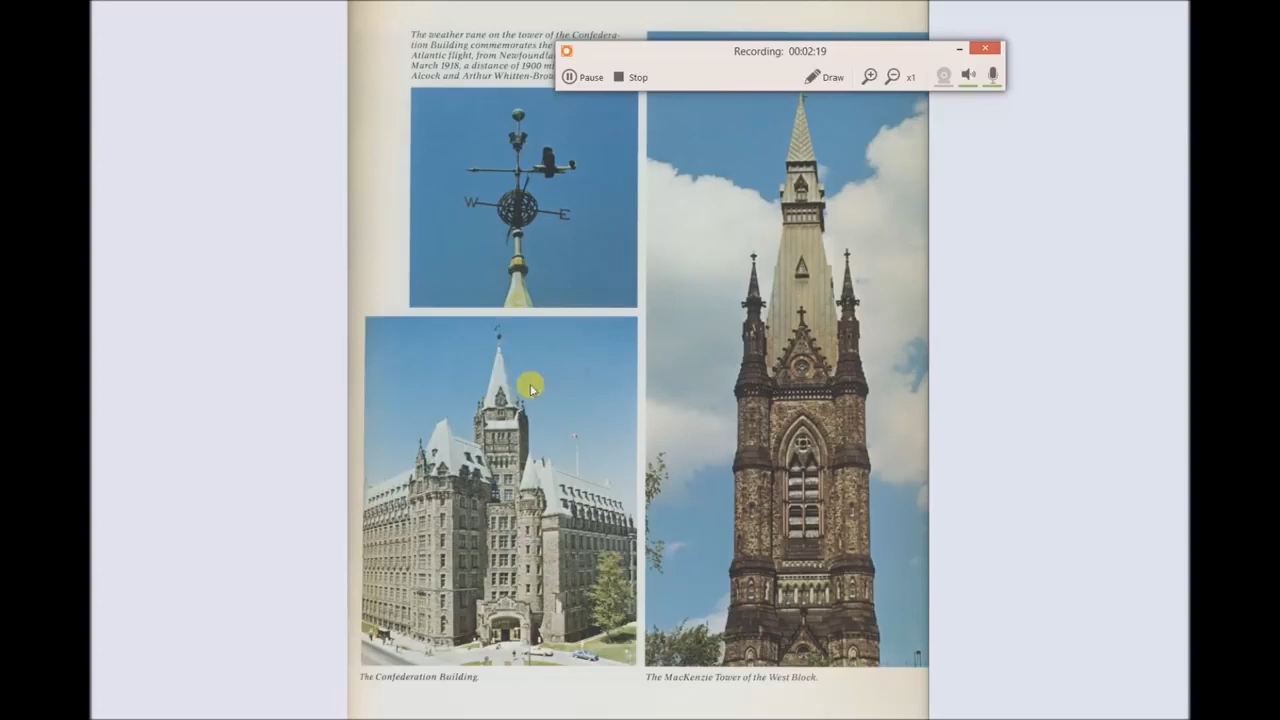 The weather vane on the tower of the Confedera-
tion Building commemorates the
Atlantic flight, from Newfoundla
March 1918, a distance of 1900 mi
Alcock and Arthur Whitten-Brow
Recording: 00:02:19
Pause
Stop
Draw
x1
W
E
The Confederation Building.
The MacKenzie Tower of the West Block.